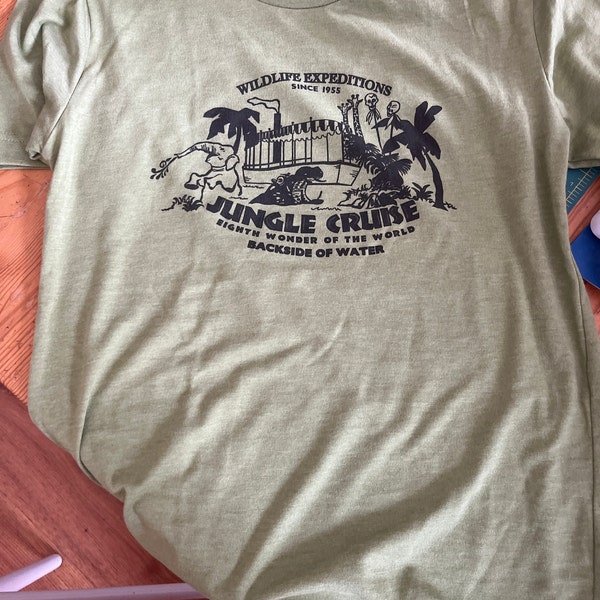 WILDLIFE EXPEDITIONS
SINCE 1955
JUNGLE CRUISE
EIGHTH WONDER OF THE WORLD
BACKSIDE OF WATER